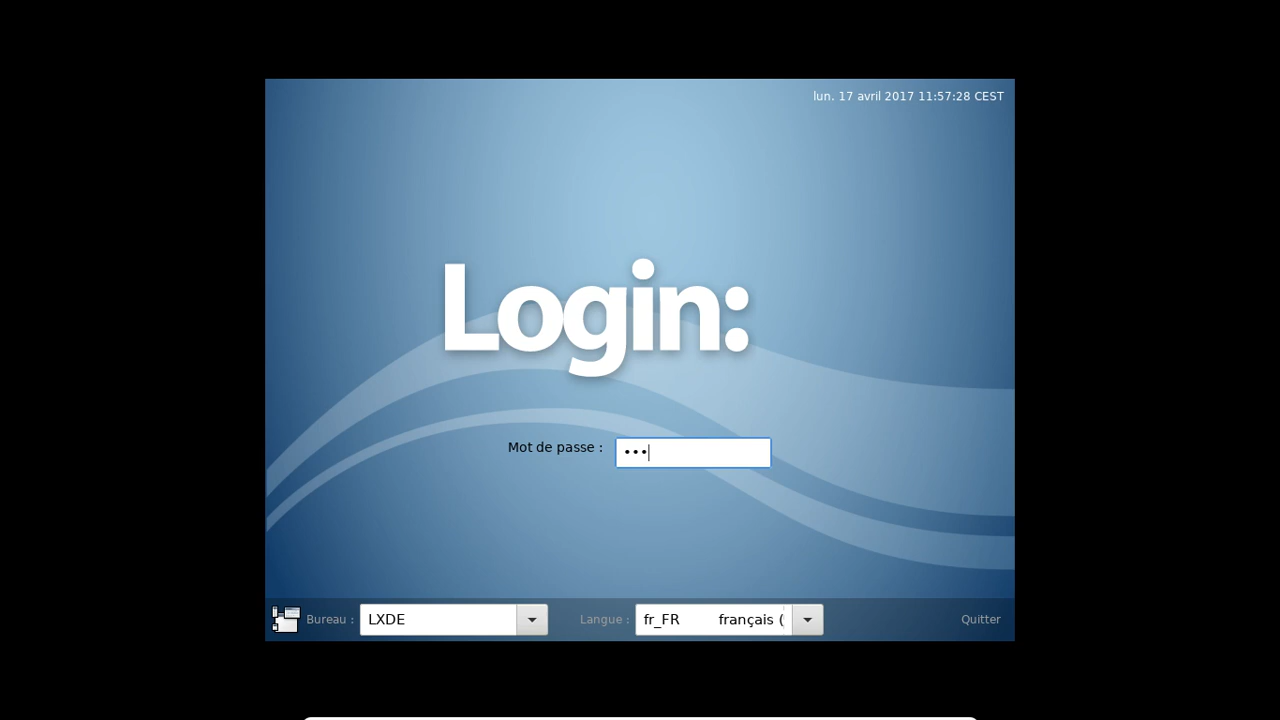 lun. 17 avril 2017 11:57:28 CEST
Login:
Mot de passe : •••
Bureau : LXDE Langue : fr_FR français ( Quitter